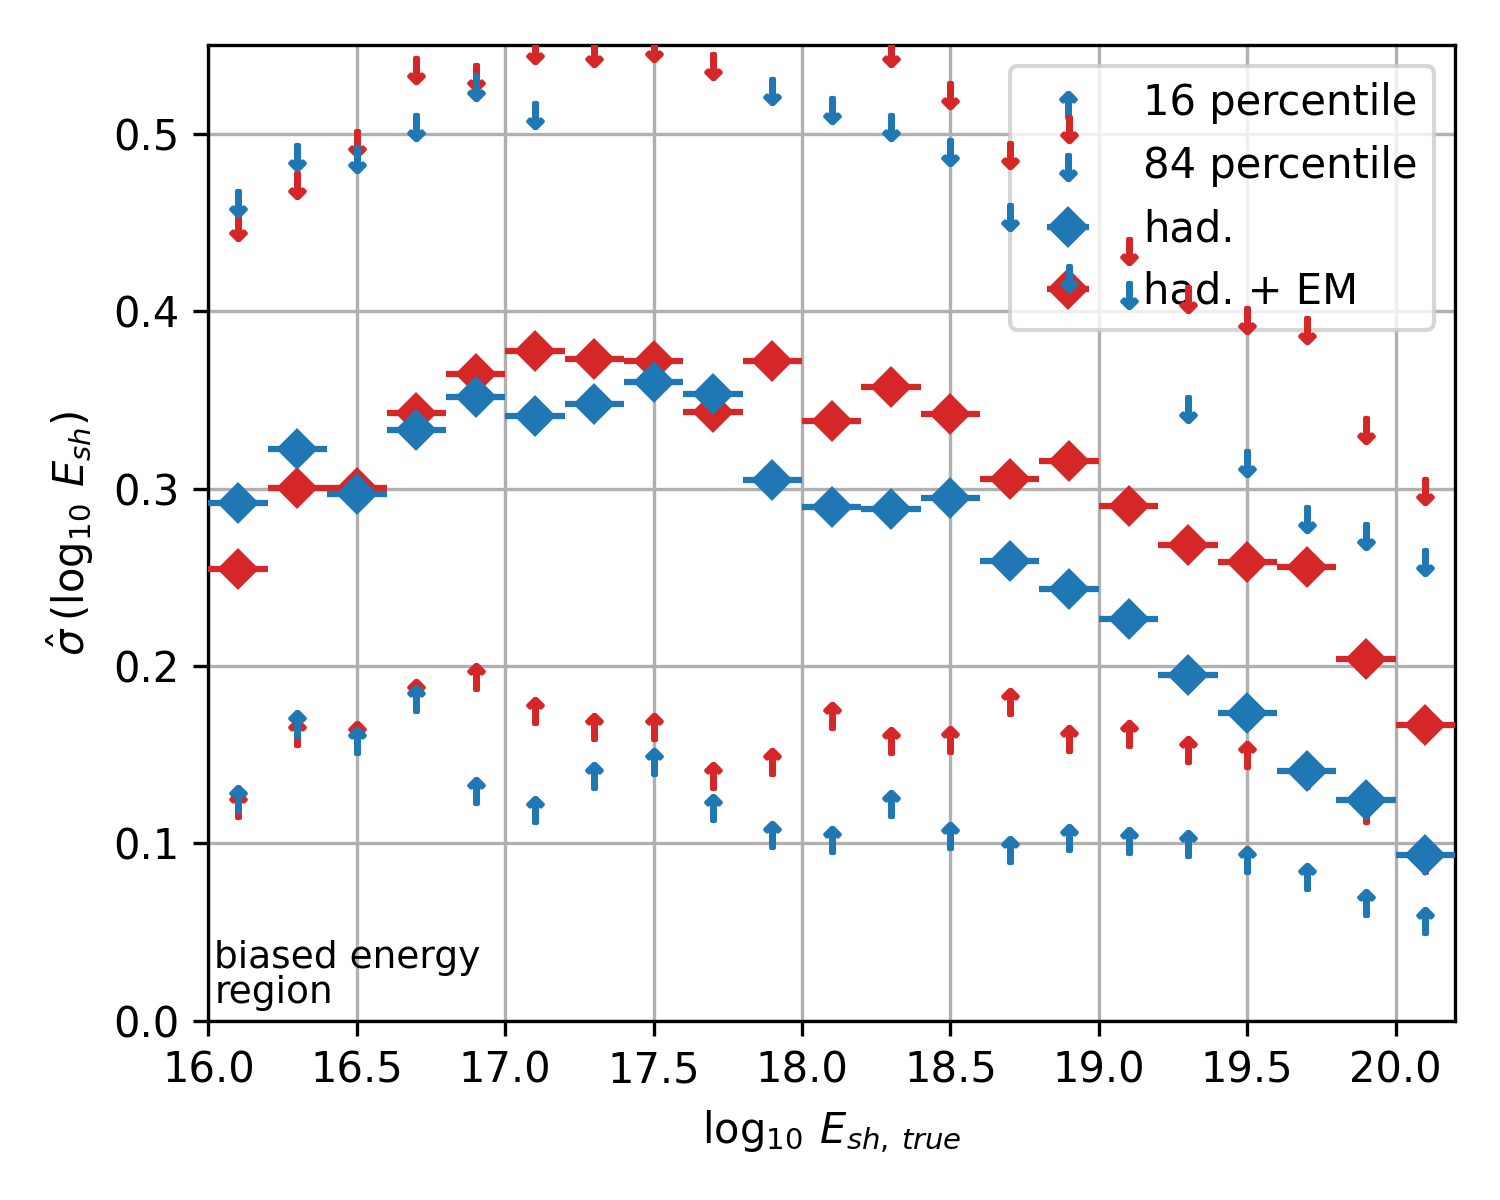 16 percentile
84 percentile
had.
had. + EM
0.5
0.4
0.3
0.2
0.1
0.0
σ̂ (log₁₀ E_sh)
biased energy
region
16.0 16.5 17.0 17.5 18.0 18.5 19.0 19.5 20.0
log₁₀ E_sh, true